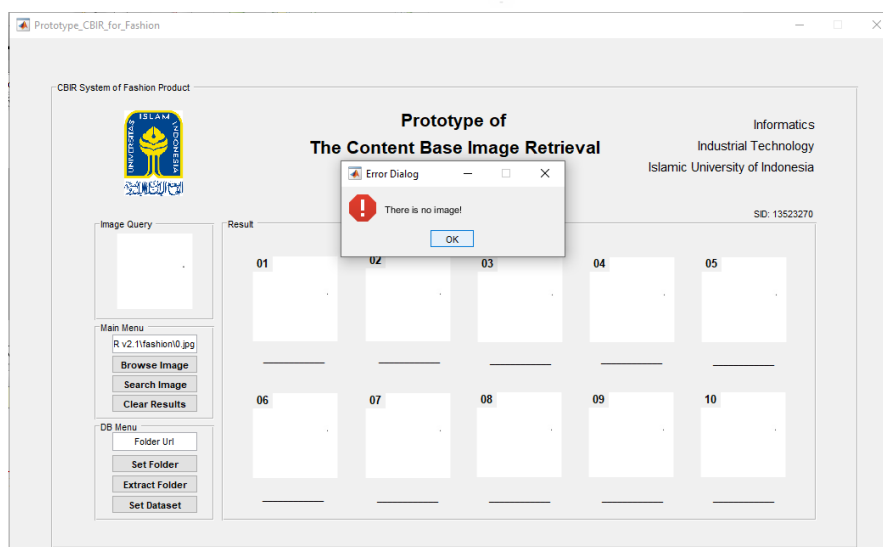 Prototype_CBIR_for_Fashion
CBIR System of Fashion Product
ISLAM
UNIVERSITAS
INDONESIA
Prototype of
The Content Base Image Retrieval
Informatics
Industrial Technology
Islamic University of Indonesia
SID: 13523270
Error Dialog
There is no image!
OK
Image Query
Result
01
02
03
04
05
Main Menu
R v2.1\fashion\0.jpg
Browse Image
Search Image
Clear Results
06
07
08
09
10
DB Menu
Folder Url
Set Folder
Extract Folder
Set Dataset